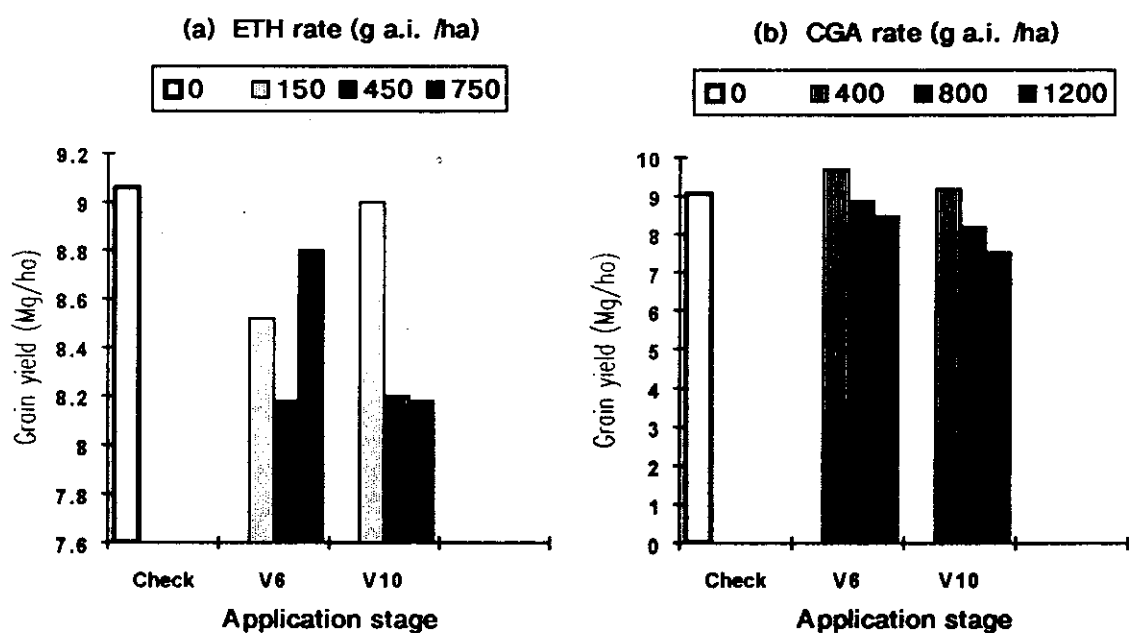 (a) ETH rate (g a.i. /ha)
0 150 450 750
9.2
9
8.8
8.6
8.4
8.2
8
7.8
7.6
Grain yield (Mg/ho)
Check V6 V10
Application stage
(b) CGA rate (g a.i. /ha)
0 400 800 1200
10
9
8
7
6
5
4
3
2
1
0
Grain yield (Mg/ho)
Check V6 V10
Application stage